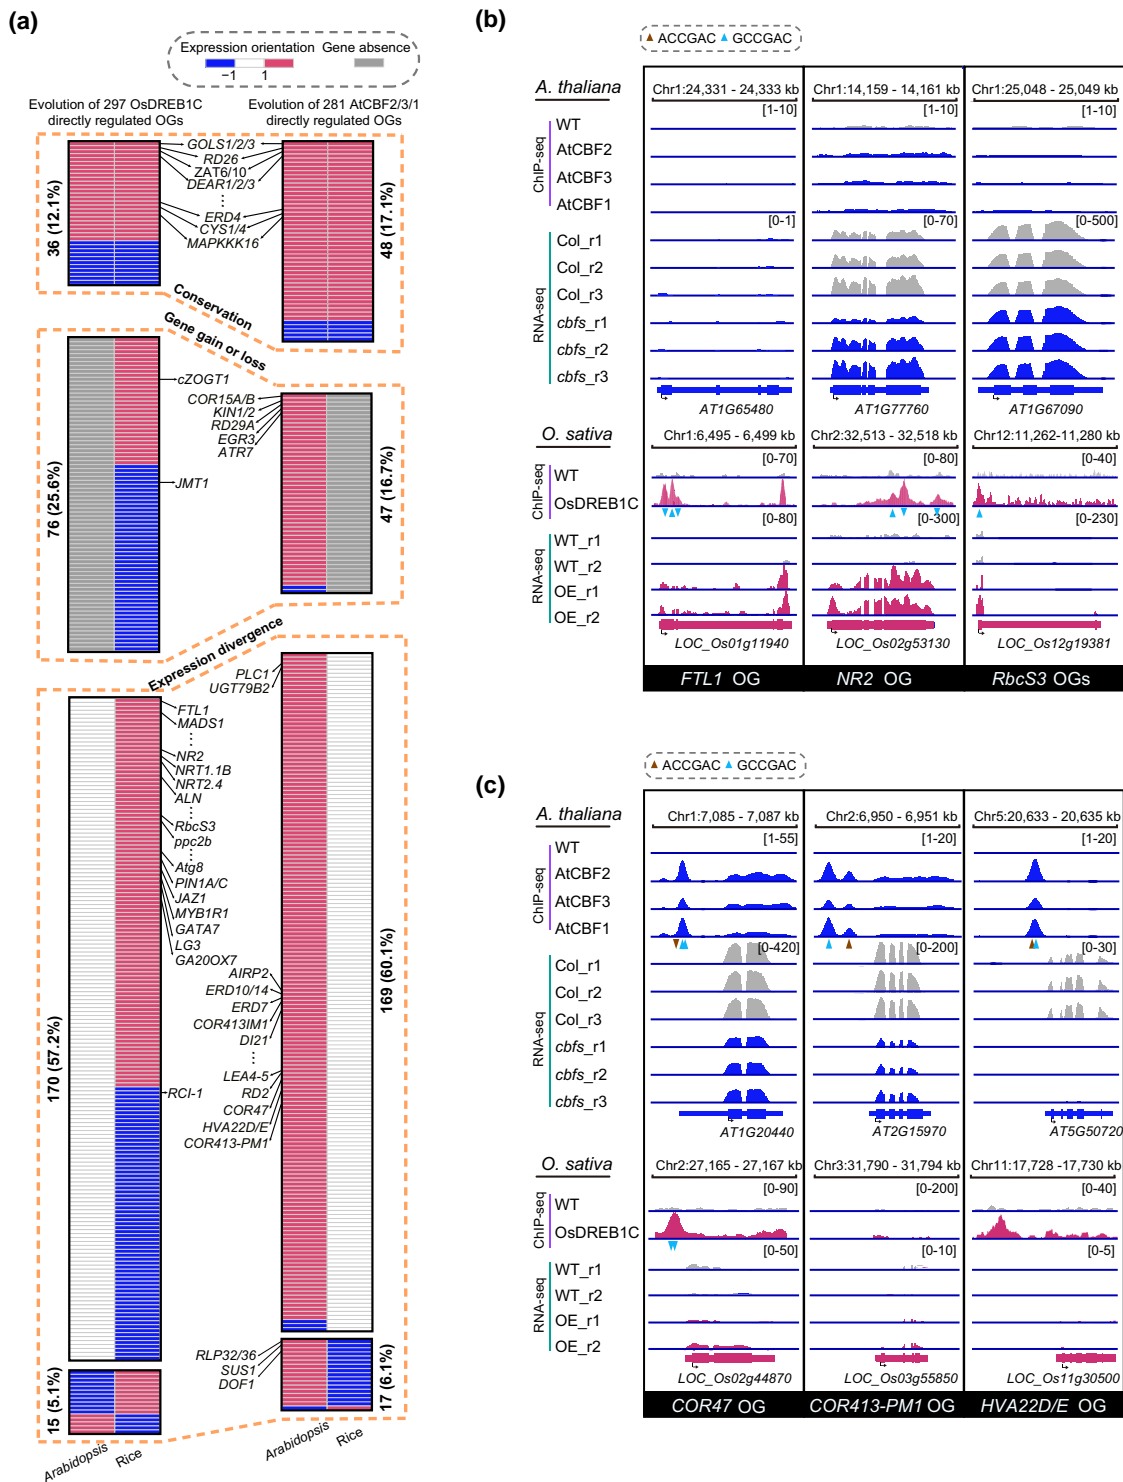 (a)
Expression orientation Gene absence
−1 1
Evolution of 297 OsDREB1C
directly regulated OGs
Evolution of 281 AtCBF2/3/1
directly regulated OGs
36 (12.1%)
GOLS1/2/3
RD26
ZAT6/10
DEAR1/2/3
ERD4
CYS1/4
MAPKKK16
48 (17.1%)
Conservation
Gene gain or loss
76 (25.6%)
cZOGT1
JMT1
COR15A/B
KIN1/2
RD29A
EGR3
ATR7
47 (16.7%)
Expression divergence
170 (57.2%)
FTL1
MADS1
NR2
NRT1.1B
NRT2.4
ALN
RbcS3
ppc2b
Atg8
PIN1A/C
JAZ1
MYB1R1
GATA7
LG3
GA20OX7
RCI-1
PLC1
UGT79B2
AIRP2
ERD10/14
ERD7
COR413IM1
DI21
LEA4-5
RD2
COR47
HVA22D/E
COR413-PM1
169 (60.1%)
15 (5.1%)
RLP32/36
SUS1
DOF1
17 (6.1%)
Arabidopsis Rice
Arabidopsis Rice
(b)
ACCGAC GCCGAC
A. thaliana
Chr1:24,331 - 24,333 kb Chr1:14,159 - 14,161 kb Chr1:25,048 - 25,049 kb
[1-10] [1-10] [1-10]
ChIP-seq
WT
AtCBF2
AtCBF3
AtCBF1
[0-1] [0-70] [0-500]
RNA-seq
Col_r1
Col_r2
Col_r3
cbfs_r1
cbfs_r2
cbfs_r3
AT1G65480 AT1G77760 AT1G67090
O. sativa
Chr1:6,495 - 6,499 kb Chr2:32,513 - 32,518 kb Chr12:11,262-11,280 kb
[0-70] [0-80] [0-40]
ChIP-seq
WT
OsDREB1C
[0-80] [0-300] [0-230]
RNA-seq
WT_r1
WT_r2
OE_r1
OE_r2
LOC_Os01g11940 LOC_Os02g53130 LOC_Os12g19381
FTL1 OG NR2 OG RbcS3 OGs
(c)
ACCGAC GCCGAC
A. thaliana
Chr1:7,085 - 7,087 kb Chr2:6,950 - 6,951 kb Chr5:20,633 - 20,635 kb
[1-55] [1-20] [1-20]
ChIP-seq
WT
AtCBF2
AtCBF3
AtCBF1
[0-420] [0-200] [0-30]
RNA-seq
Col_r1
Col_r2
Col_r3
cbfs_r1
cbfs_r2
cbfs_r3
AT1G20440 AT2G15970 AT5G50720
O. sativa
Chr2:27,165 - 27,167 kb Chr3:31,790 - 31,794 kb Chr11:17,728 -17,730 kb
[0-90] [0-200] [0-40]
ChIP-seq
WT
OsDREB1C
[0-50] [0-10] [0-5]
RNA-seq
WT_r1
WT_r2
OE_r1
OE_r2
LOC_Os02g44870 LOC_Os03g55850 LOC_Os11g30500
COR47 OG COR413-PM1 OG HVA22D/E OG